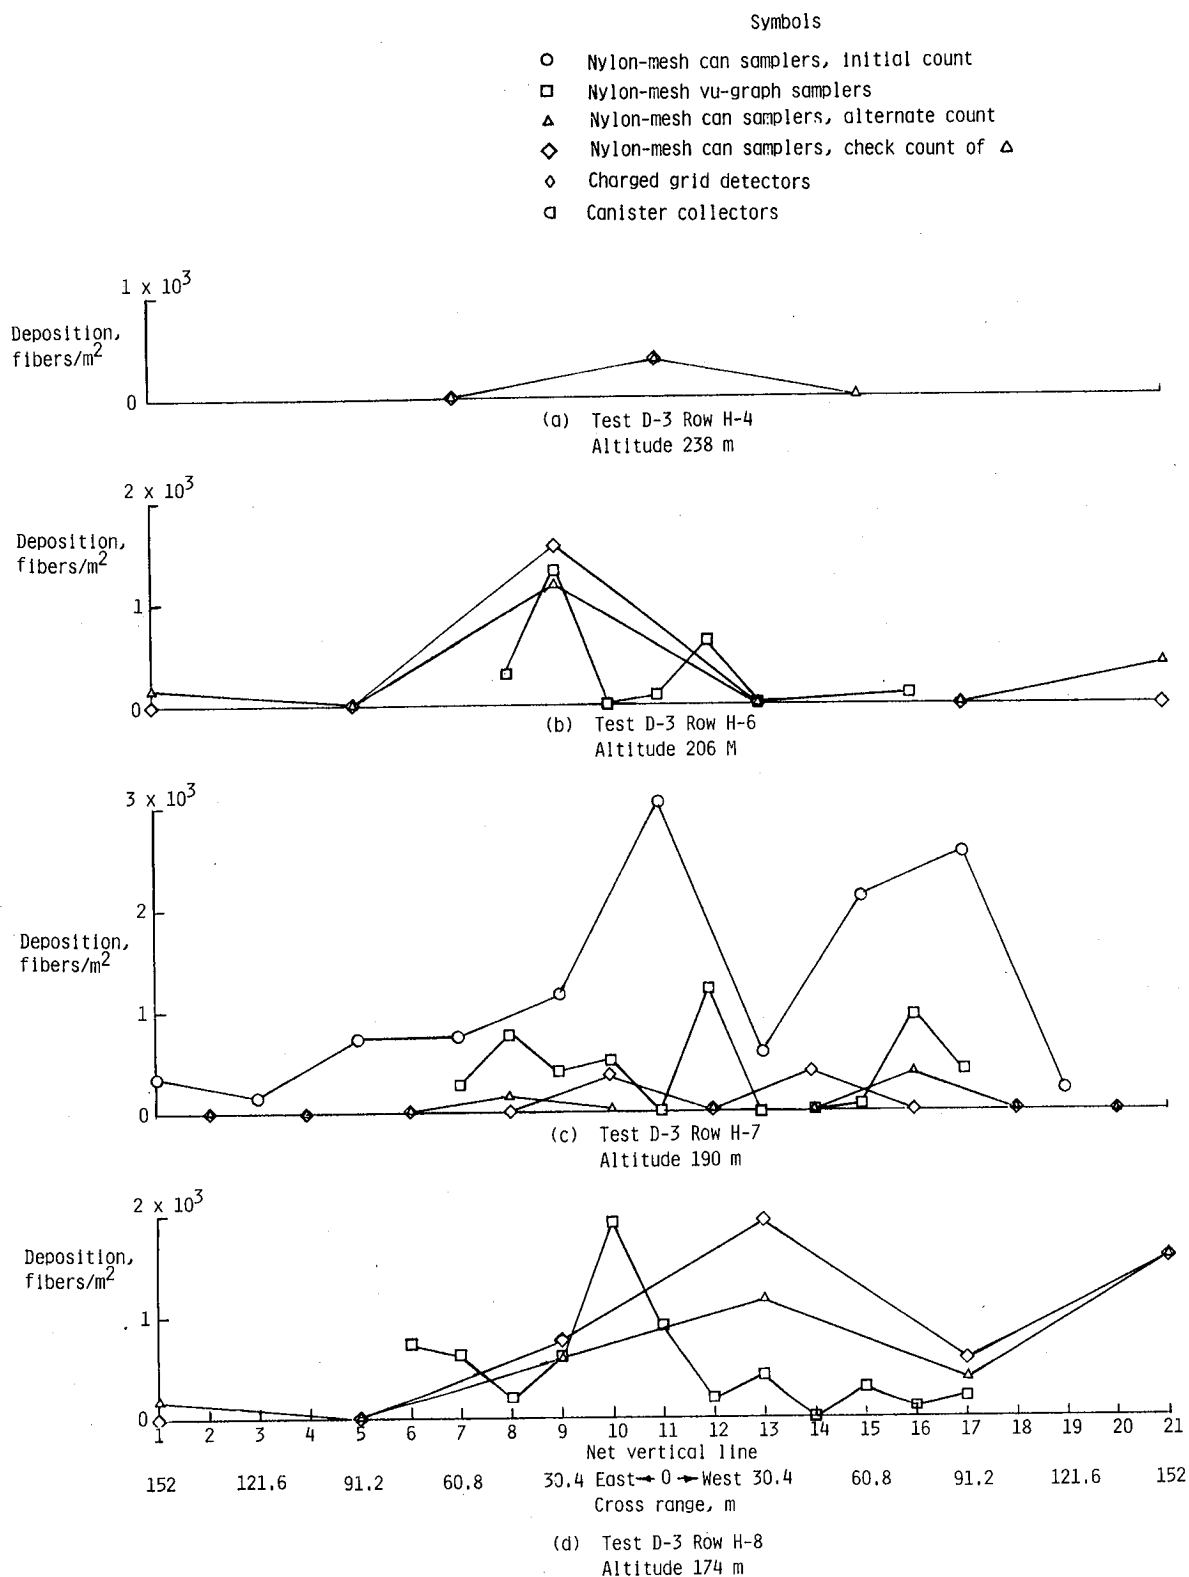 Symbols
○ Nylon-mesh can samplers, initial count
□ Nylon-mesh vu-graph samplers
△ Nylon-mesh can samplers, alternate count
◇ Nylon-mesh can samplers, check count of △
◊ Charged grid detectors
Canister collectors
1 x 10³
Deposition,
fibers/m²
0
(a) Test D-3 Row H-4
Altitude 238 m
2 x 10³
Deposition,
fibers/m²
1
0
(b) Test D-3 Row H-6
Altitude 206 M
3 x 10³
2
Deposition,
fibers/m²
1
0
(c) Test D-3 Row H-7
Altitude 190 m
2 x 10³
Deposition,
fibers/m²
1
0
1 2 3 4 5 6 7 8 9 10 11 12 13 14 15 16 17 18 19 20 21
Net vertical line
152 121.6 91.2 60.8 30.4 East← 0 →West 30.4 60.8 91.2 121.6 152
Cross range, m
(d) Test D-3 Row H-8
Altitude 174 m